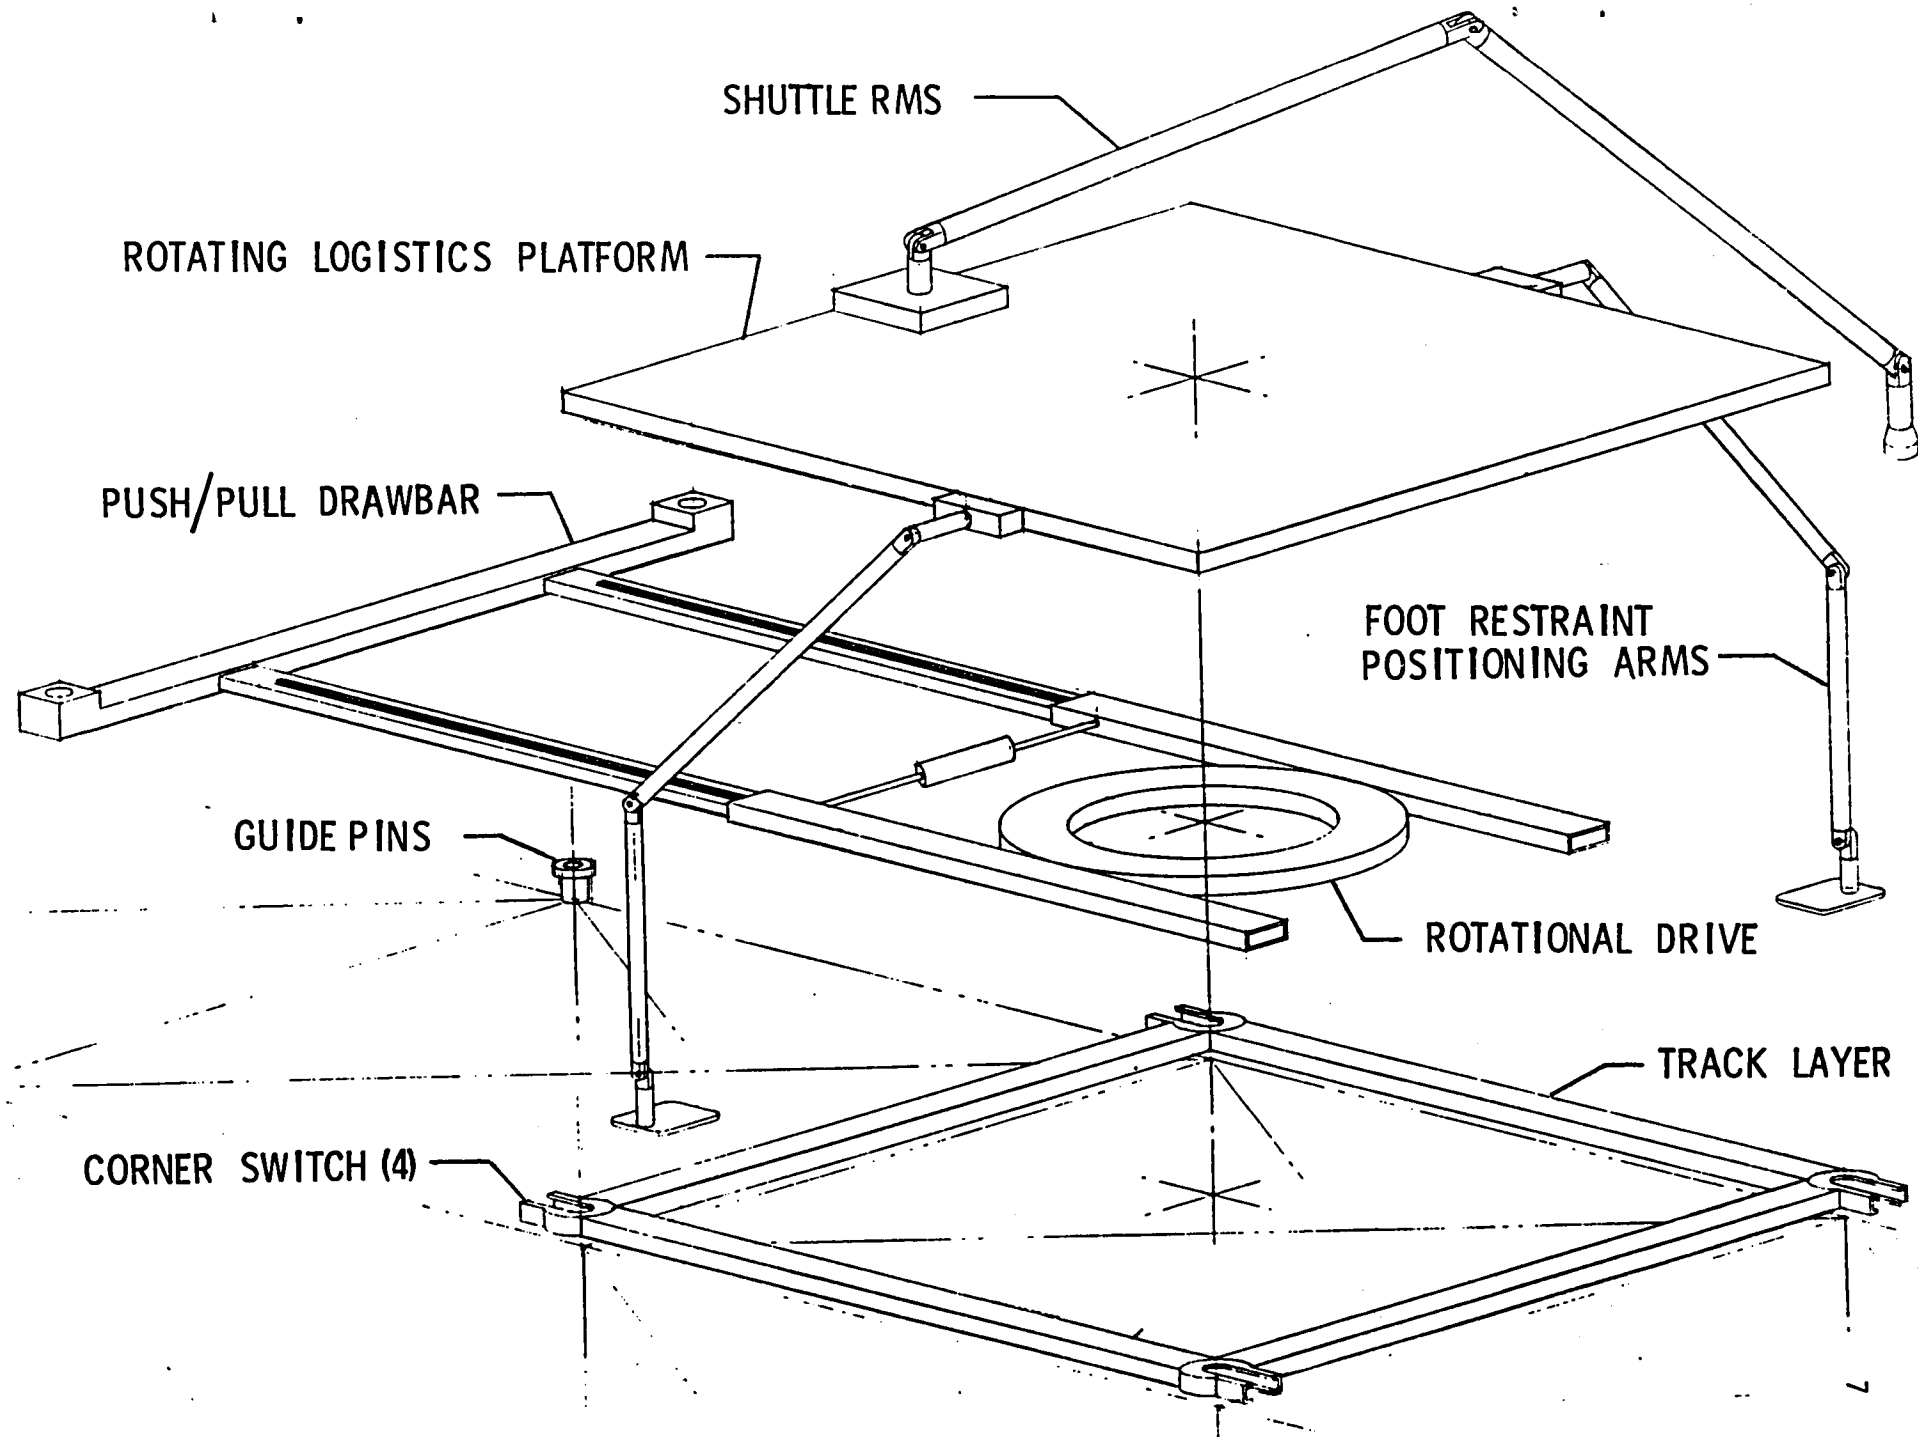 SHUTTLE RMS
ROTATING LOGISTICS PLATFORM
PUSH/PULL DRAWBAR
FOOT RESTRAINT
POSITIONING ARMS
GUIDE PINS
ROTATIONAL DRIVE
TRACK LAYER
CORNER SWITCH (4)
7